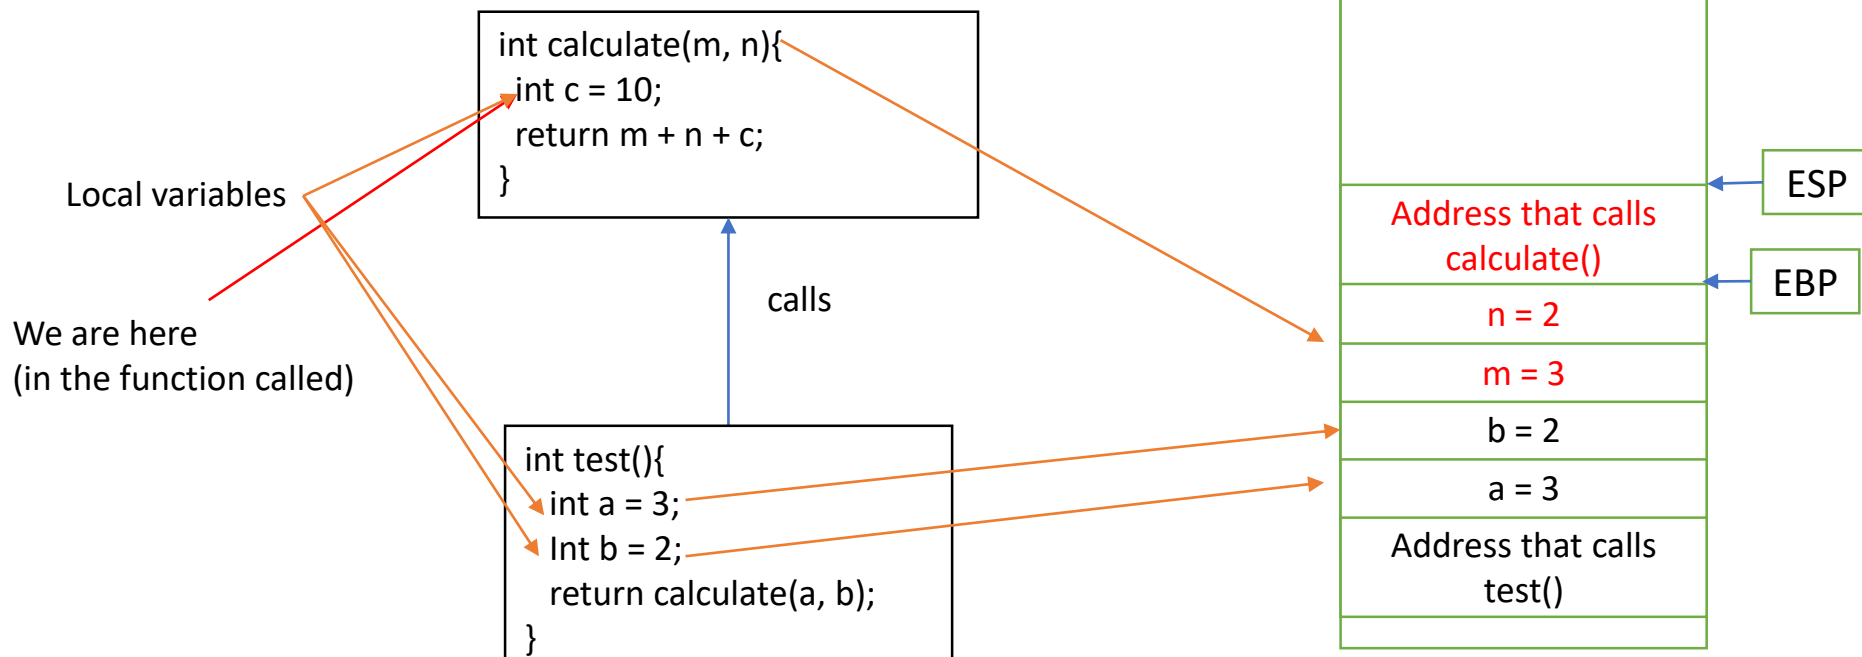 int calculate(m, n){
int c = 10;
return m + n + c;
}
Local variables
We are here
(in the function called)
calls
int test(){
int a = 3;
Int b = 2;
return calculate(a, b);
}
Address that calls
calculate()
n = 2
m = 3
b = 2
a = 3
Address that calls
test()
ESP
EBP